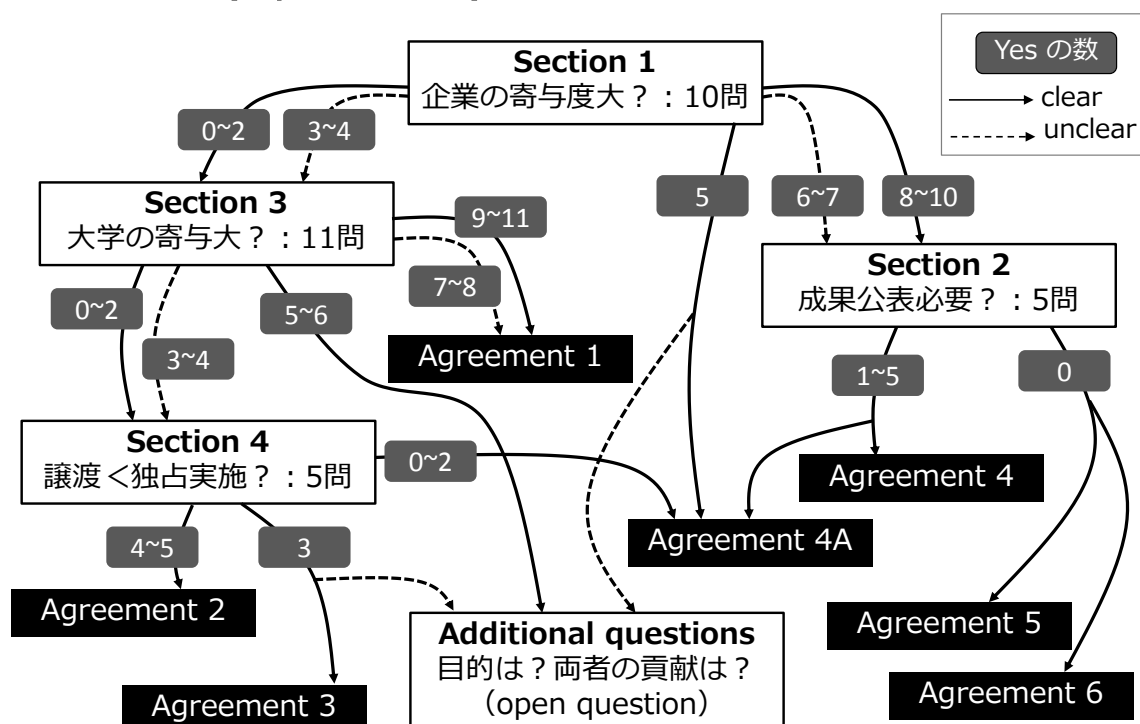 Yes の数
clear
unclear
Section 1
企業の寄与度大？：10問
0~2
3~4
5
6~7
8~10
Section 3
大学の寄与大？：11問
9~11
7~8
0~2
3~4
5~6
Agreement 1
Section 2
成果公表必要？：5問
1~5
0
Section 4
譲渡＜独占実施？：5問
0~2
4~5
3
Agreement 4
Agreement 4A
Agreement 2
Agreement 3
Additional questions
目的は？両者の貢献は？
（open question）
Agreement 5
Agreement 6